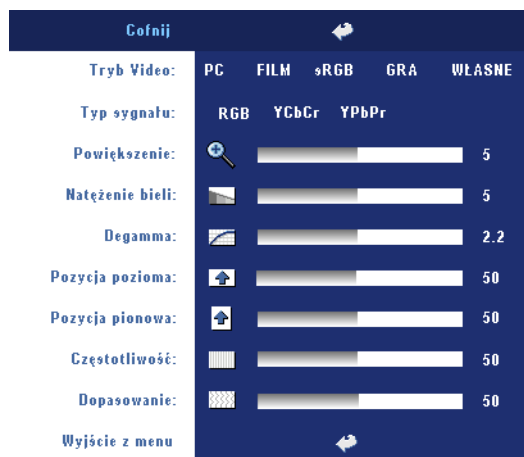 Cofnij
Tryb Video: PC FILM sRGB GRA WŁASNE
Typ sygnału: RGB YCbCr YPbPr
Powiększenie: 5
Natężenie bieli: 5
Degamma: 2.2
Pozycja pozioma: 50
Pozycja pionowa: 50
Częstotliwość: 50
Dopasowanie: 50
Wyjście z menu